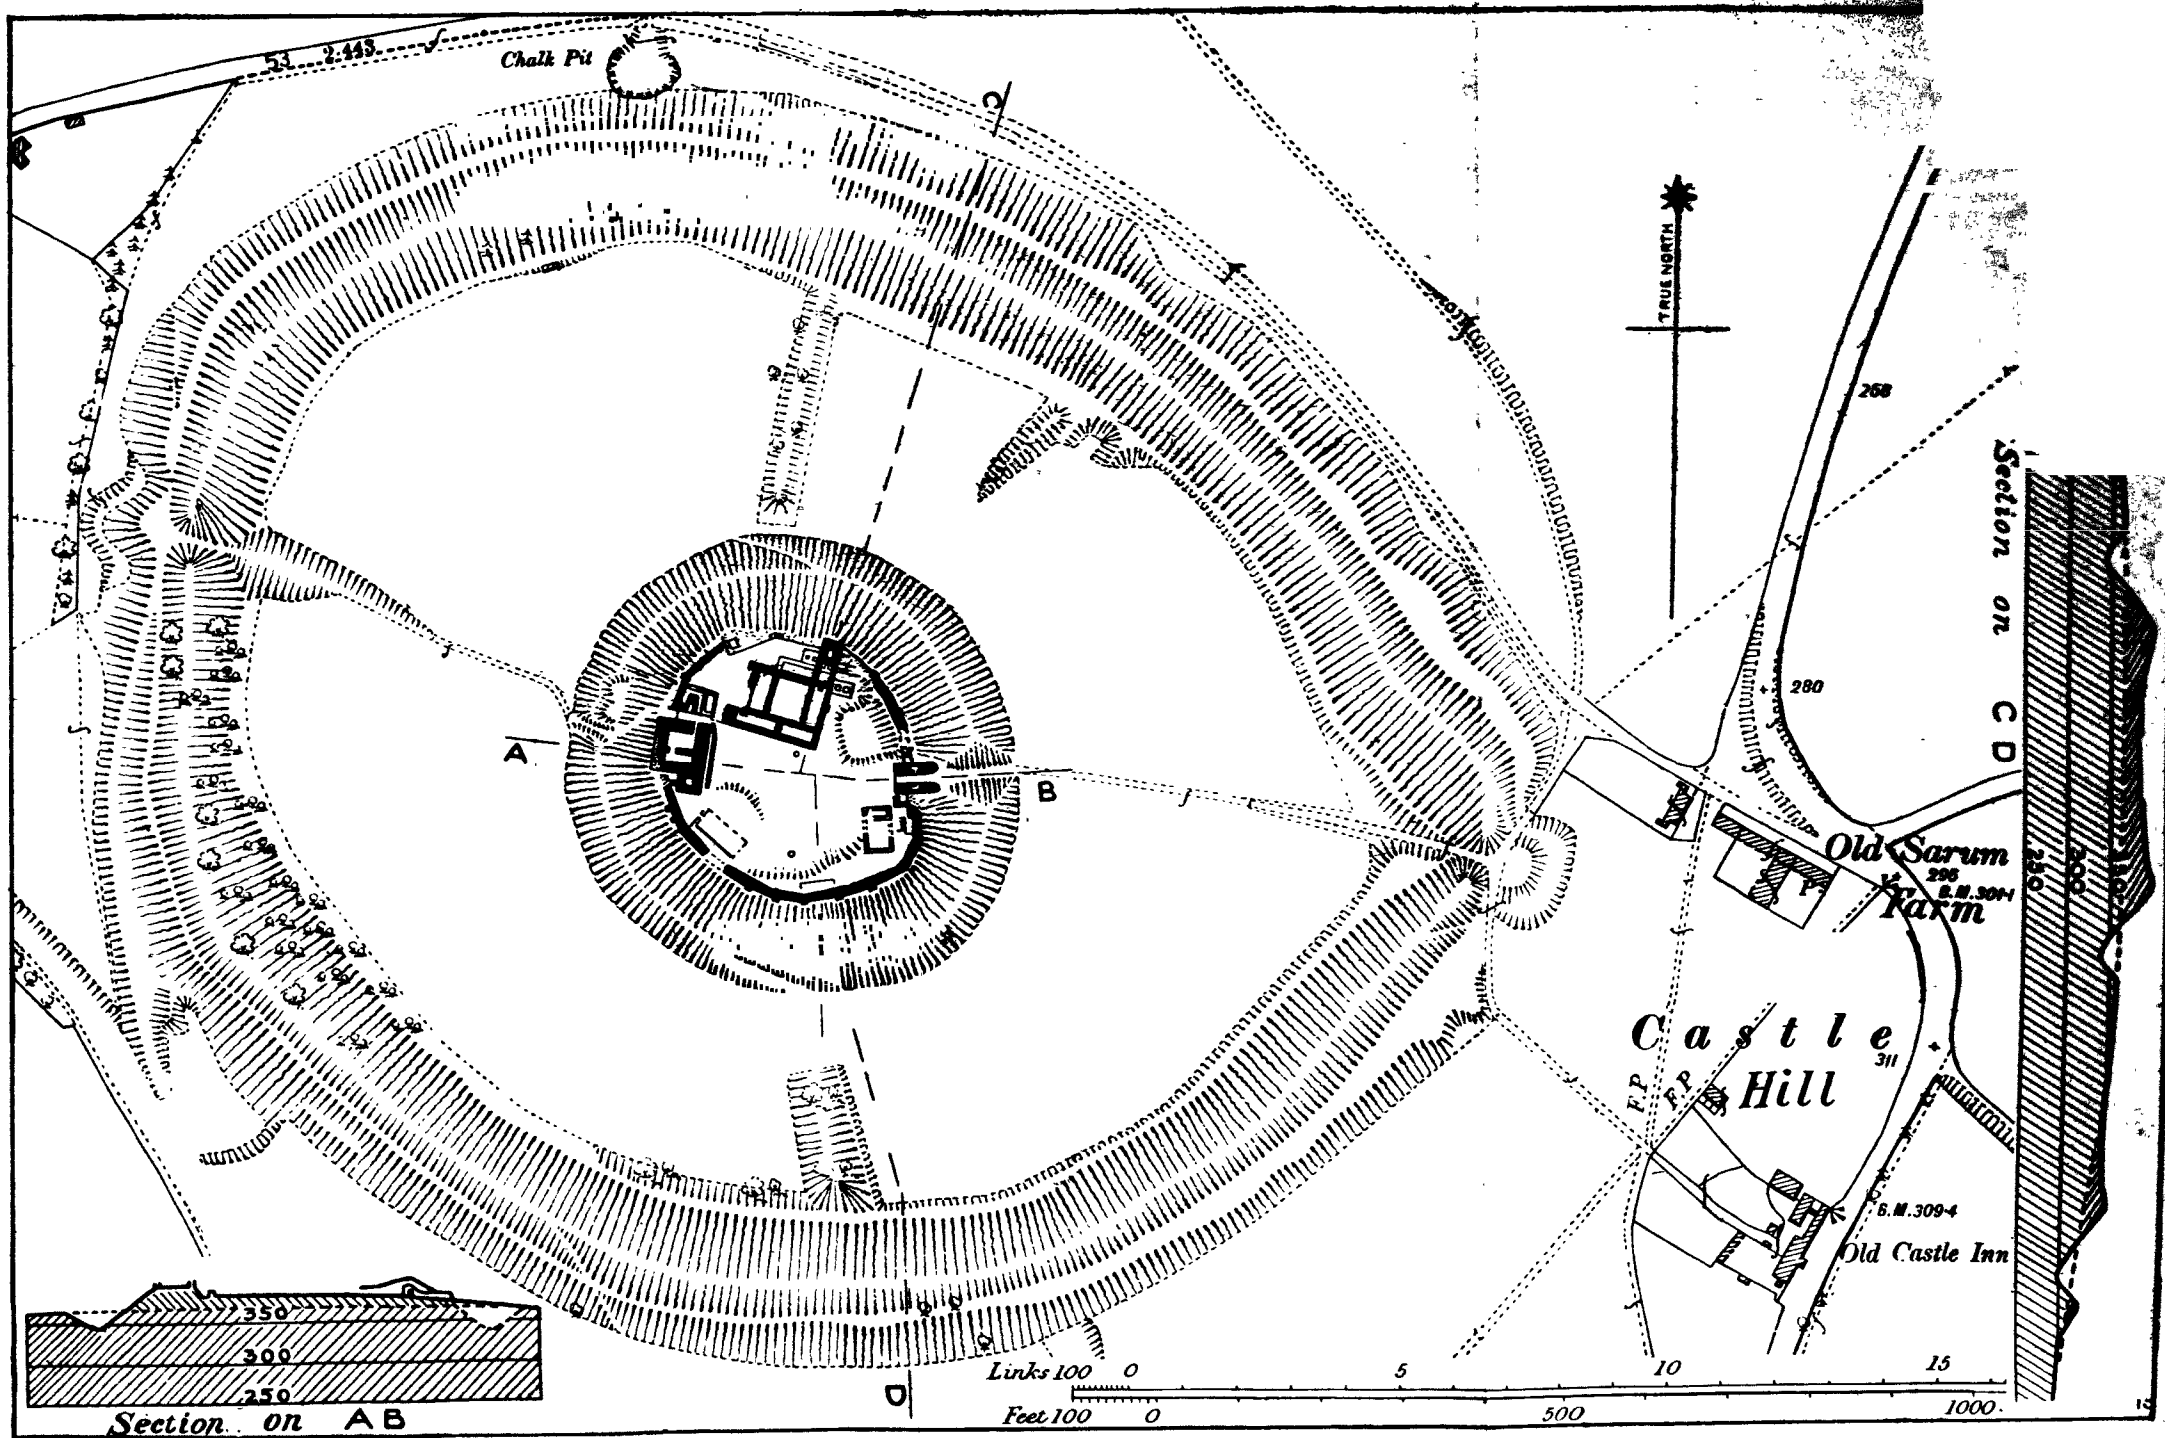 53 2.443
Chalk Pit
C
TRUE NORTH
268
Section on C D
280
A
B
Old Sarum
296
B.M.301·1
Farm
P
250
300
350
Castle
311
Hill
F P
F P
B.M.309·4
Old Castle Inn
350
300
250
Section on A B
D
Links 100 0 5 10 15
Feet 100 0 500 1000